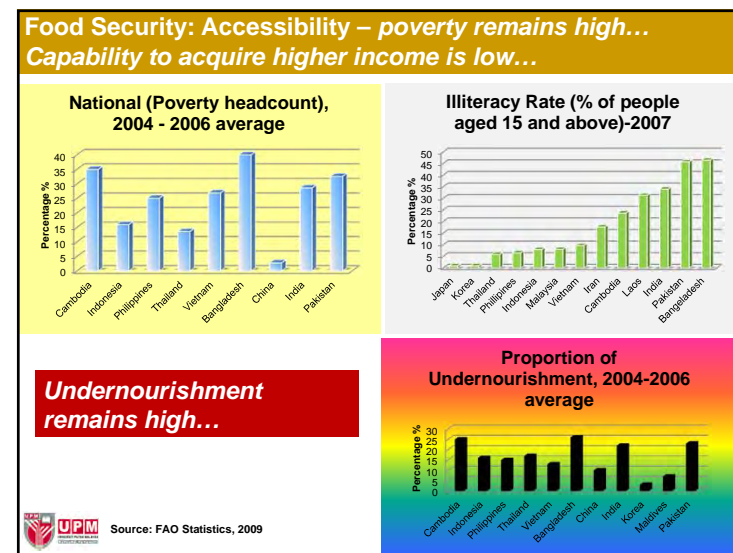 Food Security: Accessibility – poverty remains high…
Capability to acquire higher income is low…
National (Poverty headcount),
2004 - 2006 average
Percentage %
40
35
30
25
20
15
10
5
0
Cambodia
Indonesia
Philippines
Thailand
Vietnam
Bangladesh
China
India
Pakistan
Illiteracy Rate (% of people
aged 15 and above)-2007
Percentage %
50
45
40
35
30
25
20
15
10
5
0
Japan
Korea
Thailand
Philipines
Indonesia
Malaysia
Vietnam
Iran
Cambodia
Laos
India
Pakistan
Bangeladesh
Undernourishment
remains high…
Proportion of
Undernourishment, 2004-2006
average
Percentage %
30
25
20
15
10
5
0
Cambodia
Indonesia
Philippines
Thailand
Vietnam
Bangladesh
China
India
Korea
Maldives
Pakistan
UPM
Source: FAO Statistics, 2009